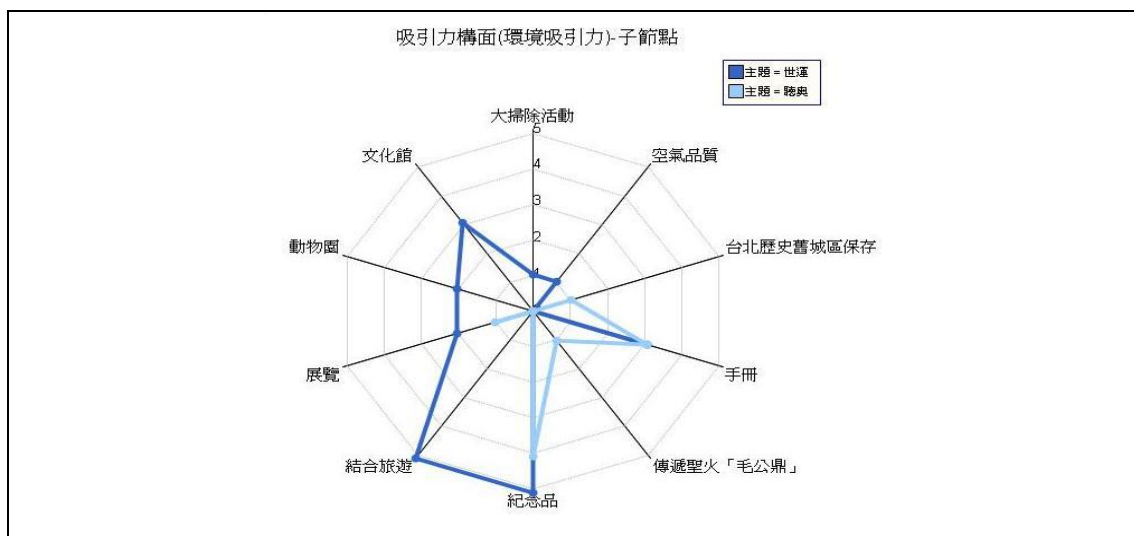 吸引力構面(環境吸引力)-子節點
主題 = 世運
主題 = 聽奧
大掃除活動
文化館
空氣品質
5
4
3
2
1
動物園
台北歷史舊城區保存
展覽
手冊
結合旅遊
傳遞聖火「毛公鼎」
紀念品